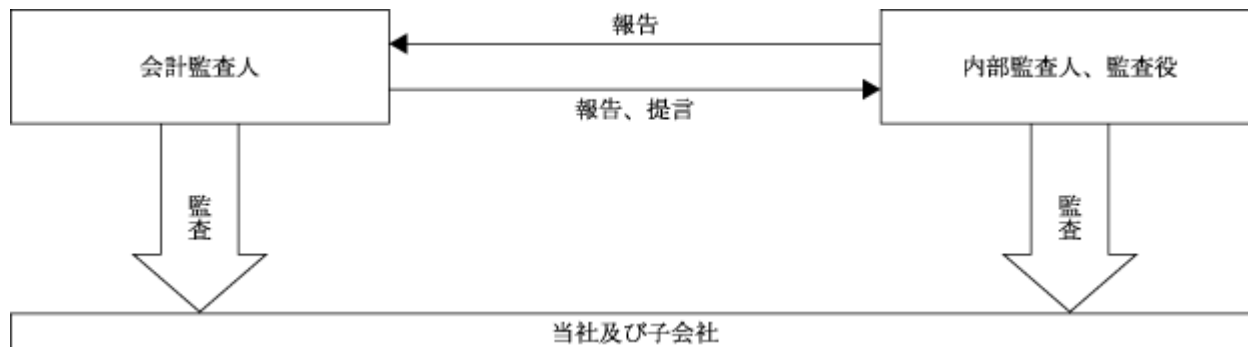 報告
会計監査人
内部監査人、監査役
報告、提言
監査
監査
当社及び子会社